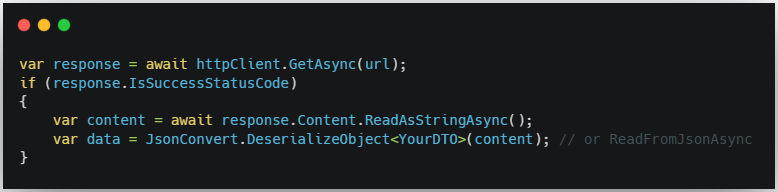 var response = await httpClient.GetAsync(url);
if (response.IsSuccessStatusCode)
{
    var content = await response.Content.ReadAsStringAsync();
    var data = JsonConvert.DeserializeObject<YourDTO>(content); // or ReadFromJsonAsync
}